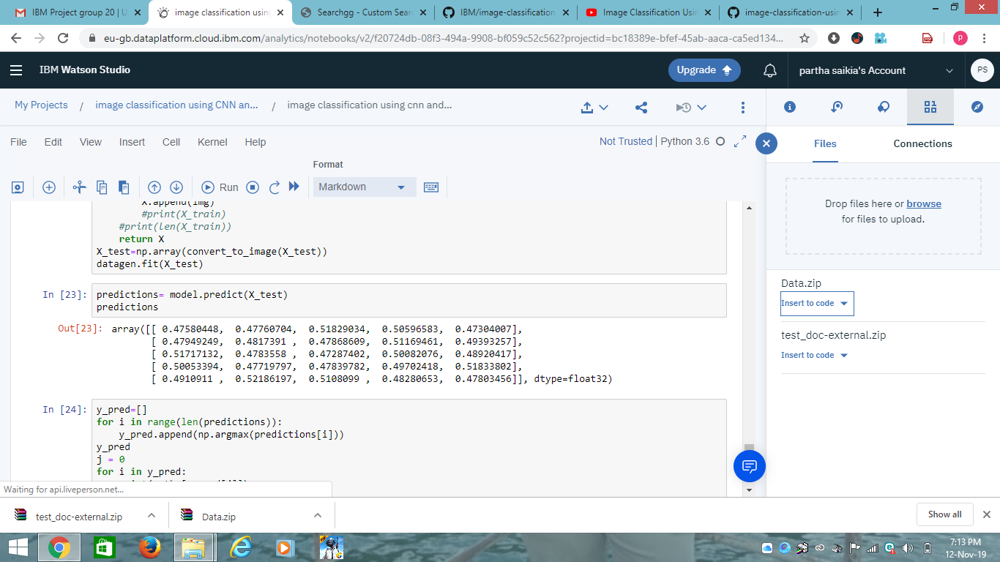 IBM Project group 20 | U
image classification using
Searchgg - Custom Sear
IBM/image-classification
Image Classification Usin
image-classification-usin
eu-gb.dataplatform.cloud.ibm.com/analytics/notebooks/v2/f20724db-08f3-494a-9908-bf059c52c562?projectid=bc18389e-bfef-45ab-aaca-ca5ed134...
IBM Watson Studio
Upgrade
partha saikia's Account
PS
My Projects / image classification using CNN an... / image classification using cnn and...
File Edit View Insert Cell Kernel Help
Not Trusted | Python 3.6
Files
Connections
Format
Run
Markdown
Drop files here or browse
for files to upload.
X.append(img)
#print(X_train)
#print(len(X_train))
return X
X_test=np.array(convert_to_image(X_test))
datagen.fit(X_test)
In [23]: predictions= model.predict(X_test)
predictions
Out[23]: array([[ 0.47580448, 0.47760704, 0.51829034, 0.50596583, 0.47304007],
[ 0.47949249, 0.4817391 , 0.47868609, 0.51169461, 0.49393257],
[ 0.51717132, 0.4783558 , 0.47287402, 0.50082076, 0.48920417],
[ 0.50053394, 0.47719797, 0.47839782, 0.49702418, 0.51833802],
[ 0.4910911 , 0.52186197, 0.5108099 , 0.48280653, 0.47803456]], dtype=float32)
In [24]: y_pred=[]
for i in range(len(predictions)):
y_pred.append(np.argmax(predictions[i]))
y_pred
j = 0
for i in y_pred:
Data.zip
Insert to code
test_doc-external.zip
Insert to code
Waiting for api.liveperson.net...
test_doc-external.zip
Data.zip
Show all
7:13 PM
12-Nov-19